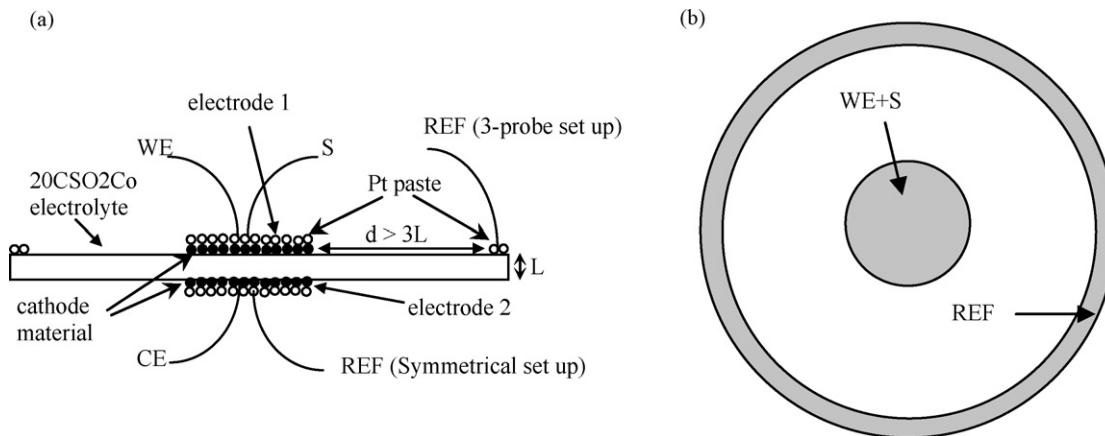 (a)
electrode 1
REF (3-probe set up)
WE
S
20CSO2Co
electrolyte
Pt paste
d > 3L
L
cathode
material
electrode 2
CE
REF (Symmetrical set up)
(b)
WE+S
REF